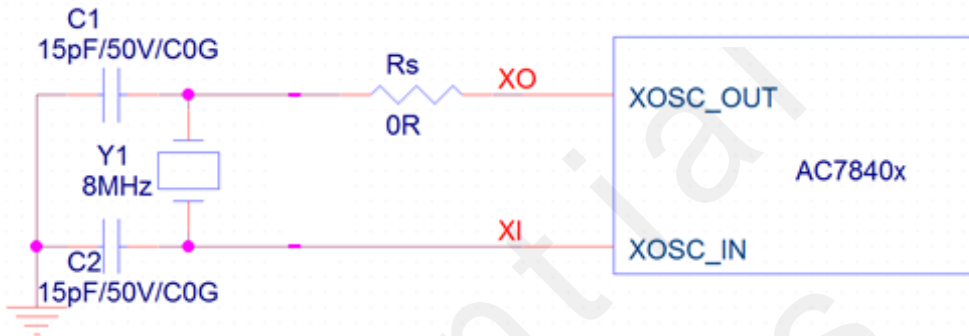 C1
15pF/50V/C0G
Rs
XO
0R
XOSC_OUT
Y1
8MHz
AC7840x
XI
XOSC_IN
C2
15pF/50V/C0G